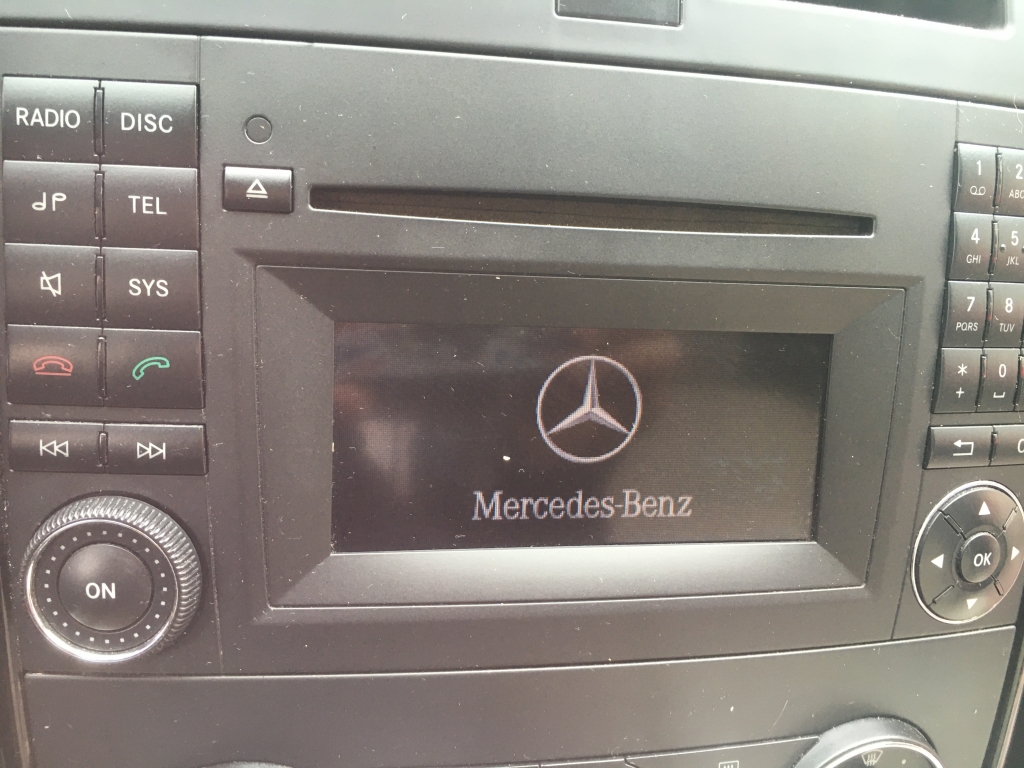 RADIO DISC
TEL
SYS
ON
Mercedes-Benz
1 2
ABC
4 5
GHI JKL
7 8
PQRS TUV
* 0
+
OK